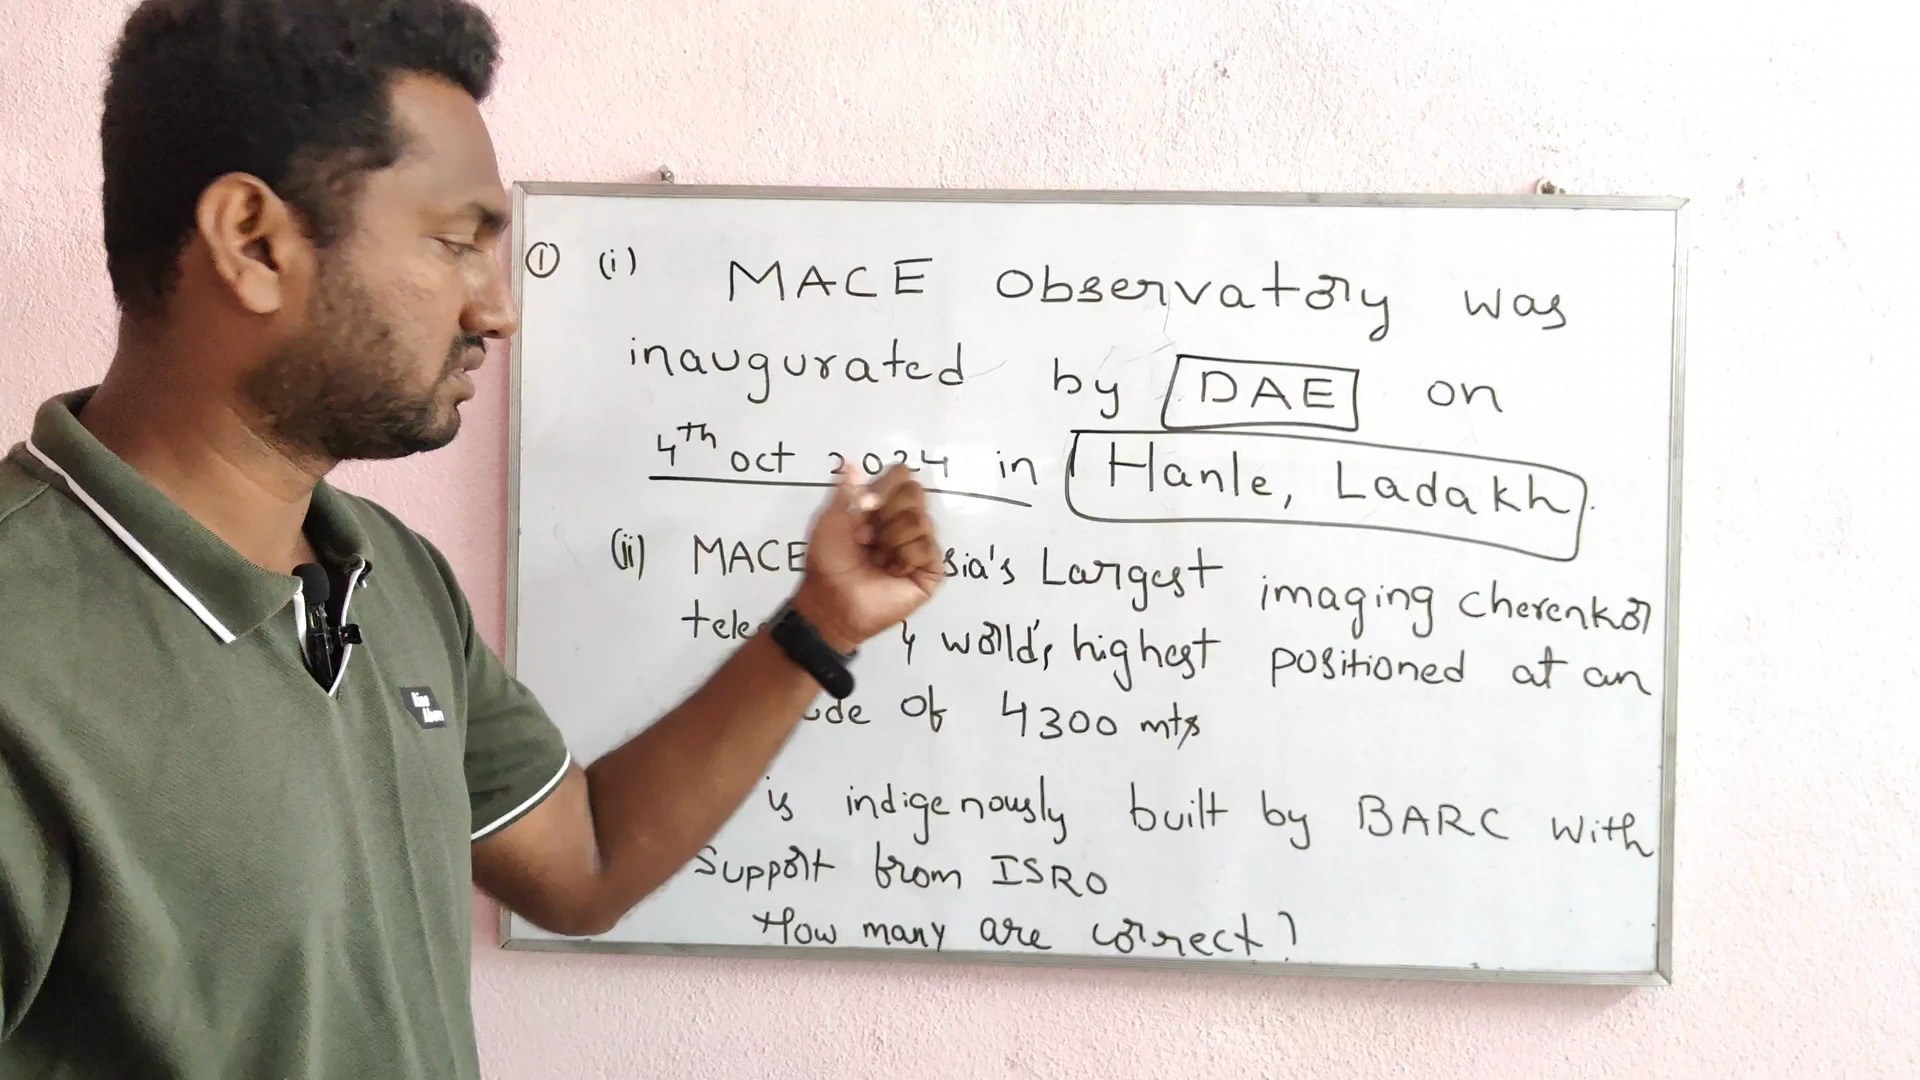 ① (i) MACE Observatory was
inaugurated by DAE on
4th oct 2024 in Hanle, Ladakh.
(ii) MACE sia's Largest imaging cherenkov
tele & world's highest positioned at an
ude of 4300 mts
is indigenously built by BARC with
Support from ISRO
How many are correct?